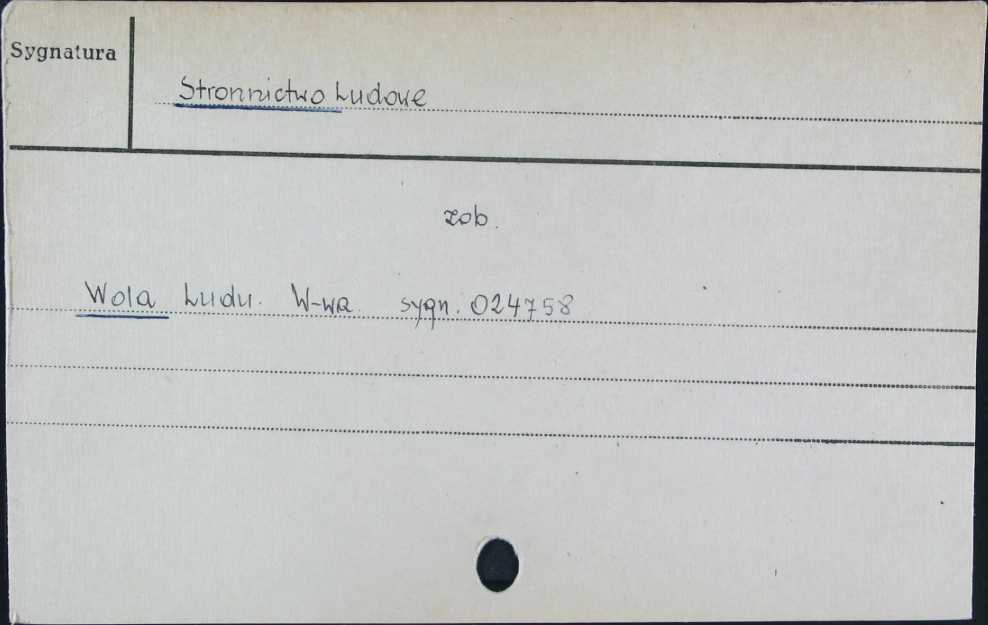 Sygnatura
Stronnictwo Ludowe
zob.
Wola Ludu. W-wa. sygn. 024758